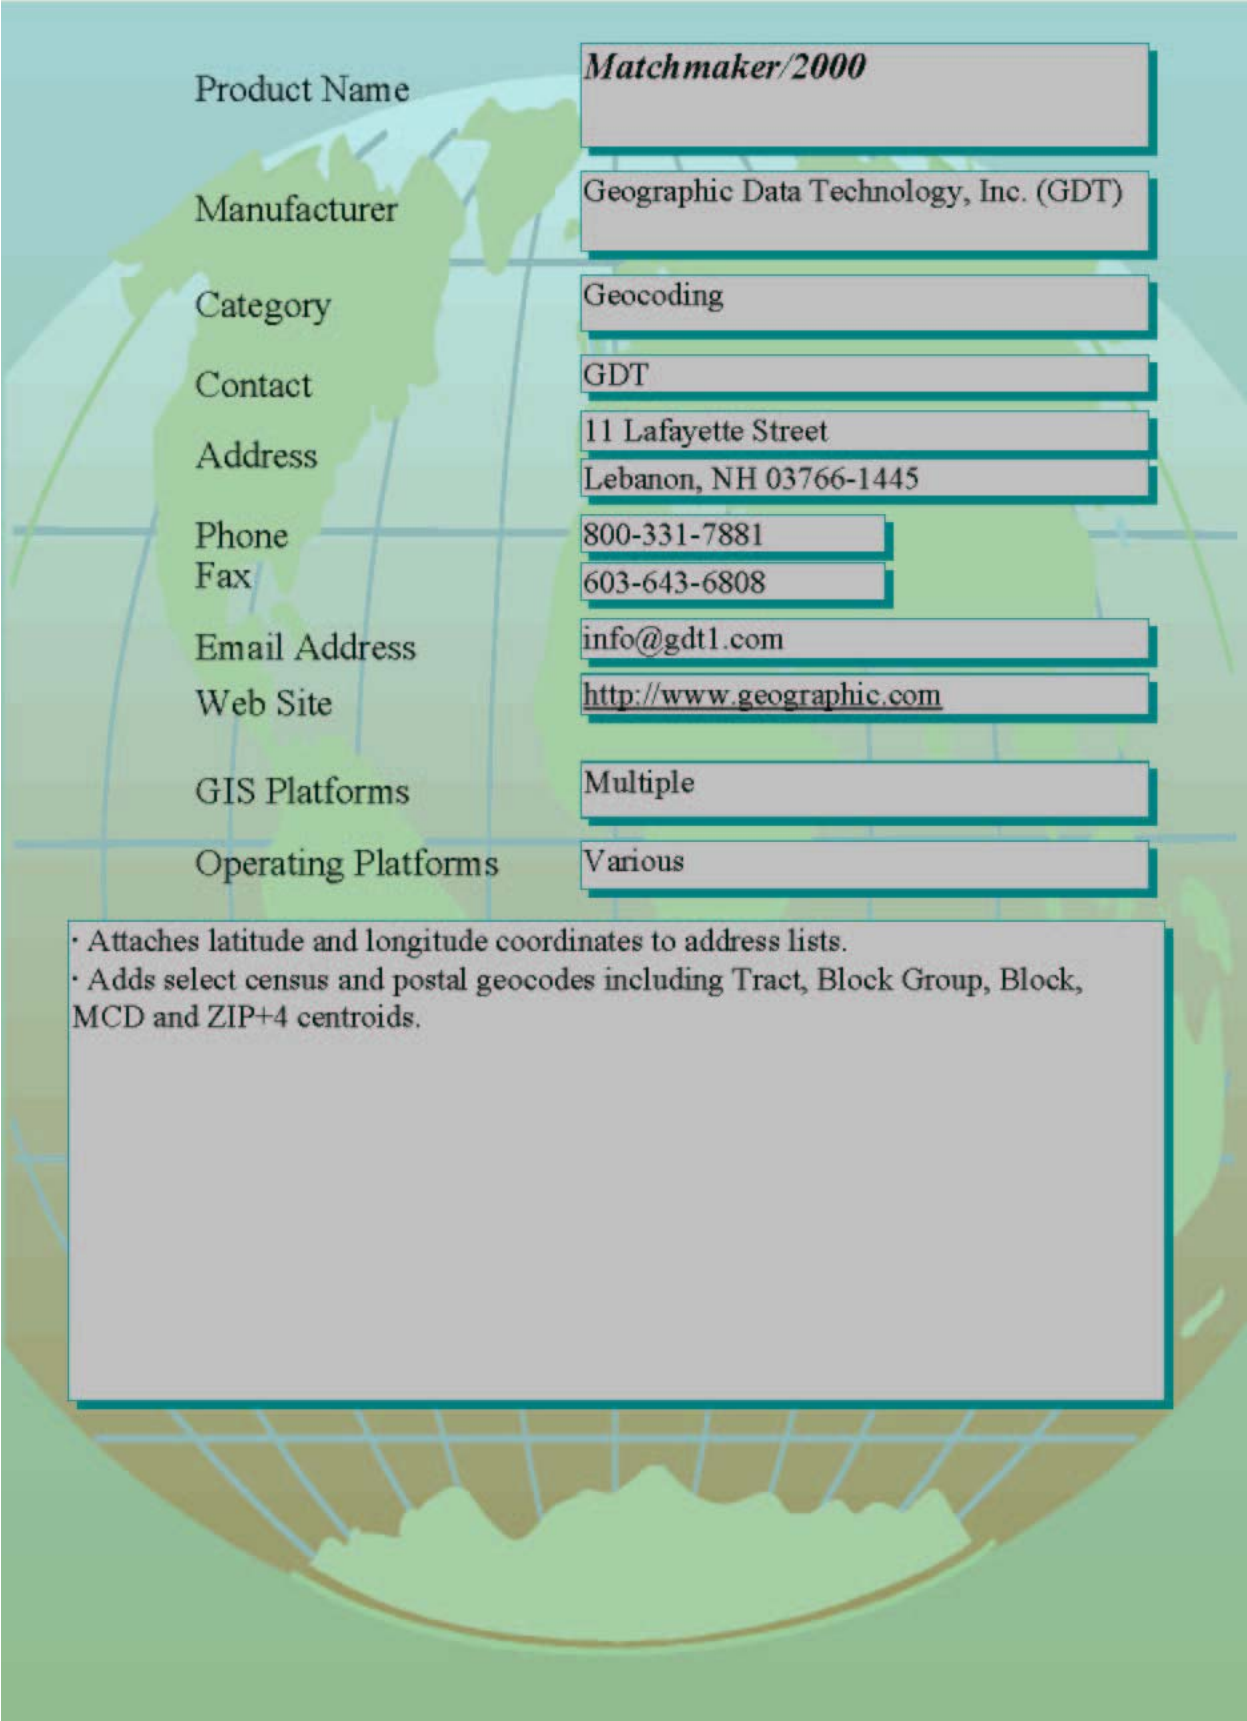 Product Name
Matchmaker/2000
Manufacturer
Geographic Data Technology, Inc. (GDT)
Category
Geocoding
Contact
GDT
Address
11 Lafayette Street
Lebanon, NH 03766-1445
Phone
800-331-7881
Fax
603-643-6808
Email Address
info@gdt1.com
Web Site
http://www.geographic.com
GIS Platforms
Multiple
Operating Platforms
Various
· Attaches latitude and longitude coordinates to address lists.
· Adds select census and postal geocodes including Tract, Block Group, Block,
MCD and ZIP+4 centroids.